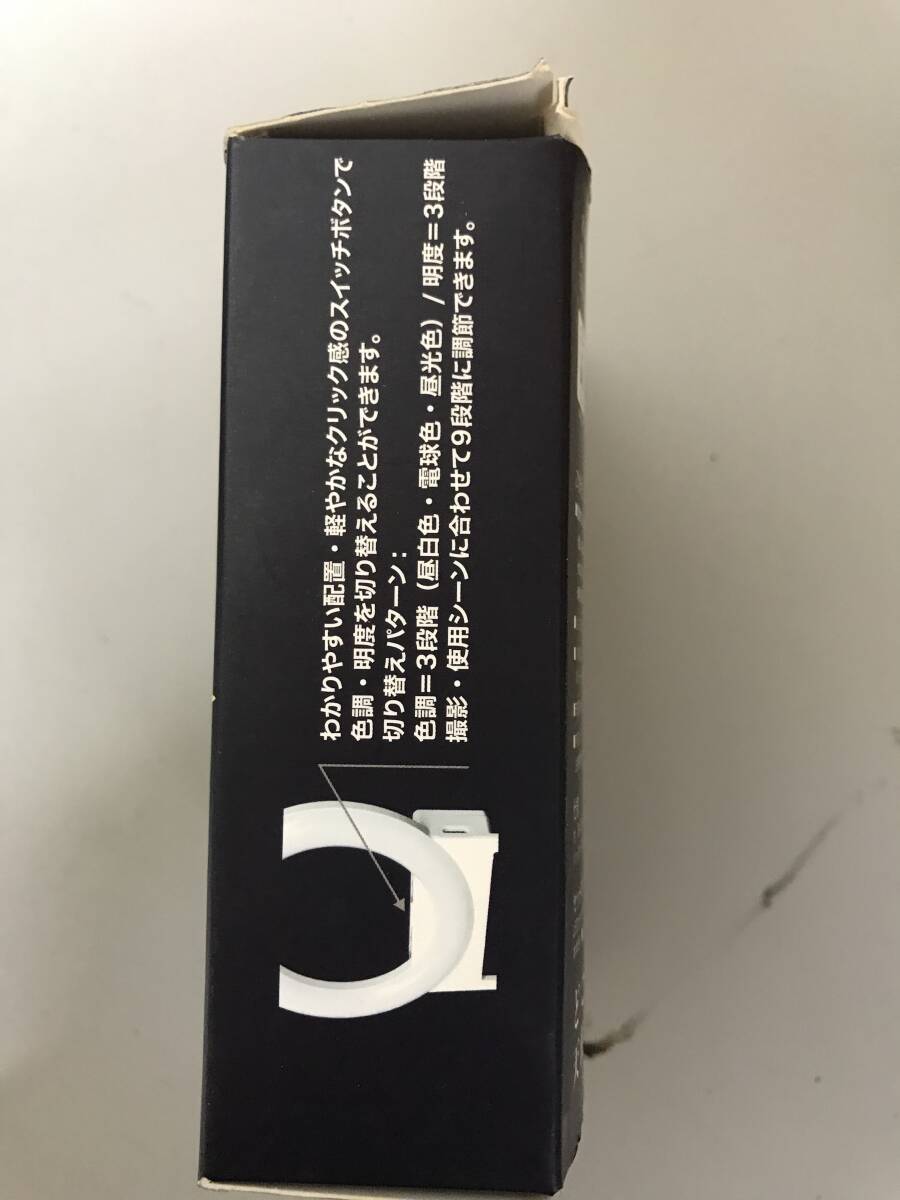 わかりやすい配置・軽やかなクリック感のスイッチボタンで
色調・明度を切り替えることができます。
切り替えパターン：
色調＝3段階（昼白色・電球色・昼光色）/ 明度＝3段階
撮影・使用シーンに合わせて9段階に調節できます。